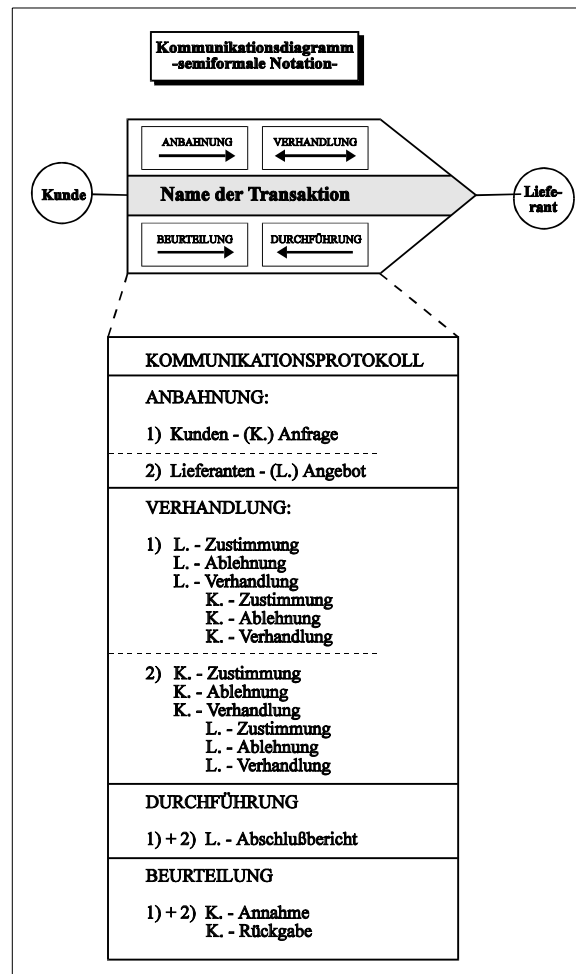 Kommunikationsdiagramm
-semiformale Notation-
ANBAHNUNG
VERHANDLUNG
Kunde
Name der Transaktion
Liefe-
rant
BEURTEILUNG
DURCHFÜHRUNG
KOMMUNIKATIONSPROTOKOLL
ANBAHNUNG:
1) Kunden - (K.) Anfrage
2) Lieferanten - (L.) Angebot
VERHANDLUNG:
1) L. - Zustimmung
L. - Ablehnung
L. - Verhandlung
K. - Zustimmung
K. - Ablehnung
K. - Verhandlung
2) K. - Zustimmung
K. - Ablehnung
K. - Verhandlung
L. - Zustimmung
L. - Ablehnung
L. - Verhandlung
DURCHFÜHRUNG
1) + 2) L. - Abschlußbericht
BEURTEILUNG
1) + 2) K. - Annahme
K. - Rückgabe